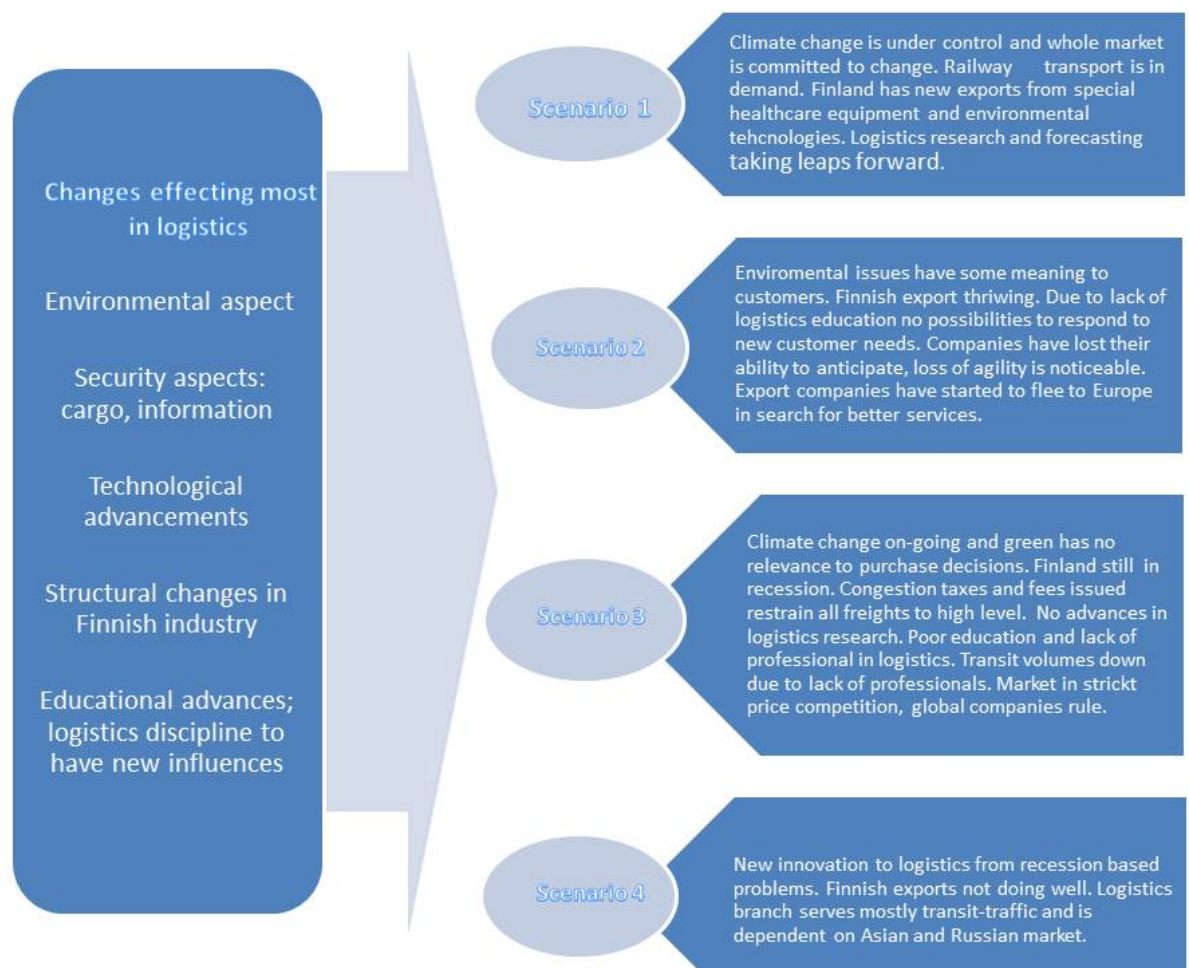 Changes effecting most
in logistics
Environmental aspect
Security aspects:
cargo, information
Technological
advancements
Structural changes in
Finnish industry
Educational advances;
logistics discipline to
have new influences
Scenario 1
Climate change is under control and whole market
is committed to change. Railway transport is in
demand. Finland has new exports from special
healthcare equipment and environmental
tehcnologies. Logistics research and forecasting
taking leaps forward.
Scenario 2
Enviromental issues have some meaning to
customers. Finnish export thriwing. Due to lack of
logistics education no possibilities to respond to
new customer needs. Companies have lost their
ability to anticipate, loss of agility is noticeable.
Export companies have started to flee to Europe
in search for better services.
Scenario 3
Climate change on-going and green has no
relevance to purchase decisions. Finland still in
recession. Congestion taxes and fees issued
restrain all freights to high level. No advances in
logistics research. Poor education and lack of
professional in logistics. Transit volumes down
due to lack of professionals. Market in strickt
price competition, global companies rule.
Scenario 4
New innovation to logistics from recession based
problems. Finnish exports not doing well. Logistics
branch serves mostly transit-traffic and is
dependent on Asian and Russian market.